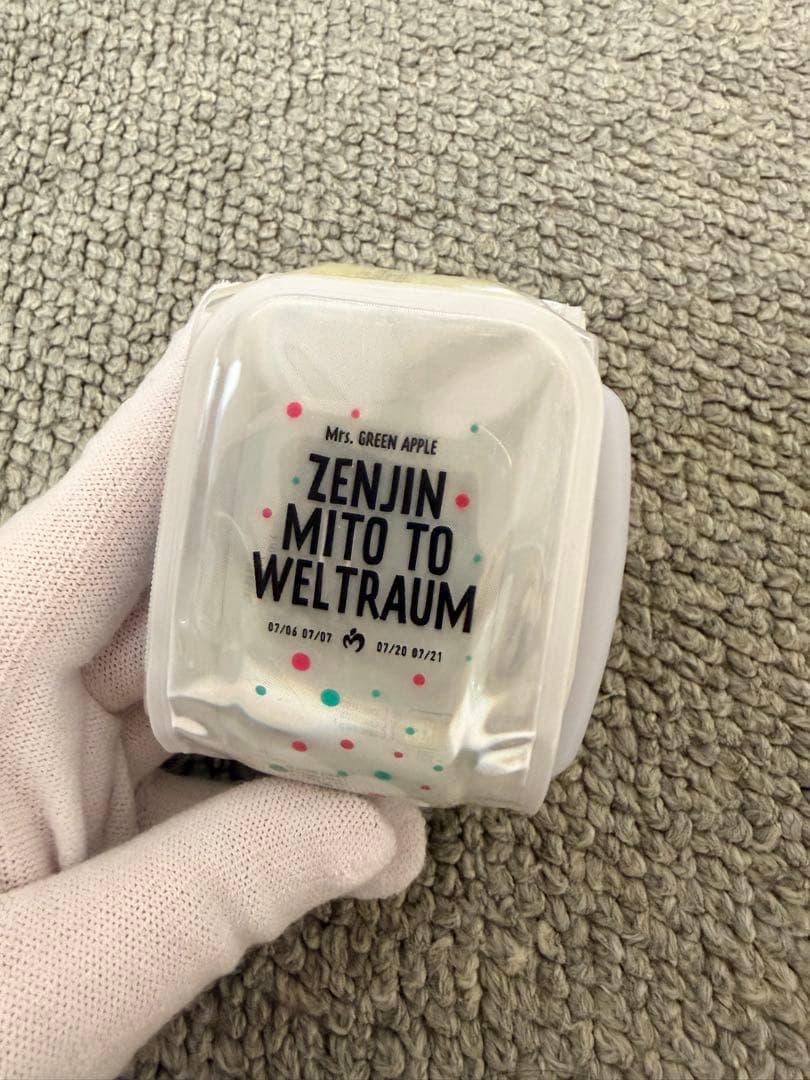 Mrs. GREEN APPLE
ZENJIN
MITO TO
WELTRAUM
07/06 07/07 07/20 07/21